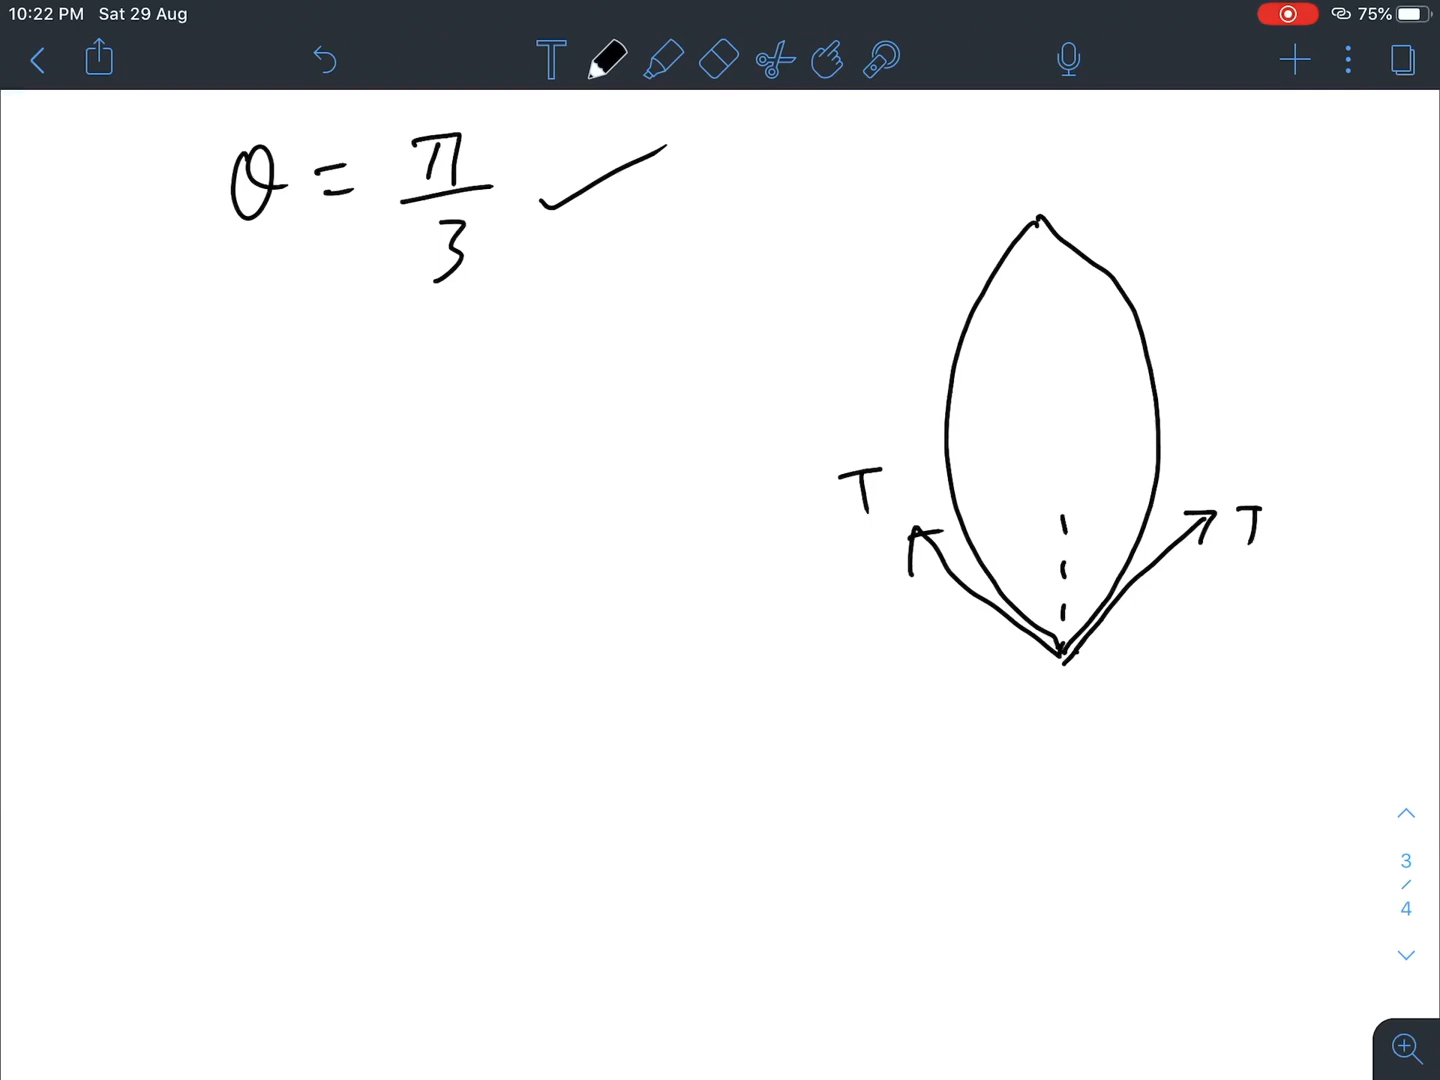 10:22 PM Sat 29 Aug
75%
T
θ = π/3
T
T
3
/
4